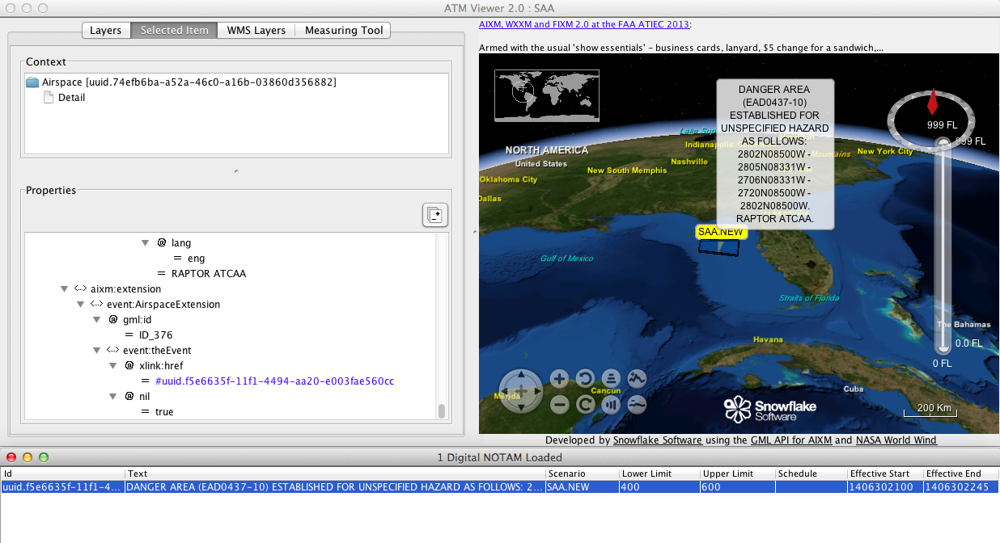 ATM Viewer 2.0 : SAA
Layers
Selected Item
WMS Layers
Measuring Tool
Context
Airspace [uuid.74efb6ba-a52a-46c0-a16b-03860d356882]
Detail
Properties
@ lang
= eng
= RAPTOR ATCAA
aixm:extension
event:AirspaceExtension
@ gml:id
= ID_376
event:theEvent
@ xlink:href
= #uuid.f5e6635f-11f1-4494-aa20-e003fae560cc
@ nil
= true
AIXM, WXXM and FIXM 2.0 at the FAA ATIEC 2013:
Armed with the usual 'show essentials' – business cards, lanyard, $5 change for a sandwich,...
DANGER AREA
(EAD0437-10)
ESTABLISHED FOR
UNSPECIFIED HAZARD
AS FOLLOWS:
2802N08500W -
2805N08331W -
2706N08331W -
2720N08500W -
2802N08500W.
RAPTOR ATCAA.
SAA.NEW
999 FL
999 FL
0.0 FL
0 FL
NORTH AMERICA
United States
Lake Sup
Indianapolis
Mountains
New York City
Nashville
New South Memphis
Oklahoma City
Dallas
Gulf of Mexico
Straits of Florida
The Bahamas
Havana
Cuba
Cancun
Merida
Snowflake
Software
200 Km
Developed by Snowflake Software using the GML API for AIXM and NASA World Wind
1 Digital NOTAM Loaded
Id Text Scenario Lower Limit Upper Limit Schedule Effective Start Effective End
uuid.f5e6635f-11f1-4... DANGER AREA (EAD0437-10) ESTABLISHED FOR UNSPECIFIED HAZARD AS FOLLOWS: 2... SAA.NEW 400 600 1406302100 1406302245